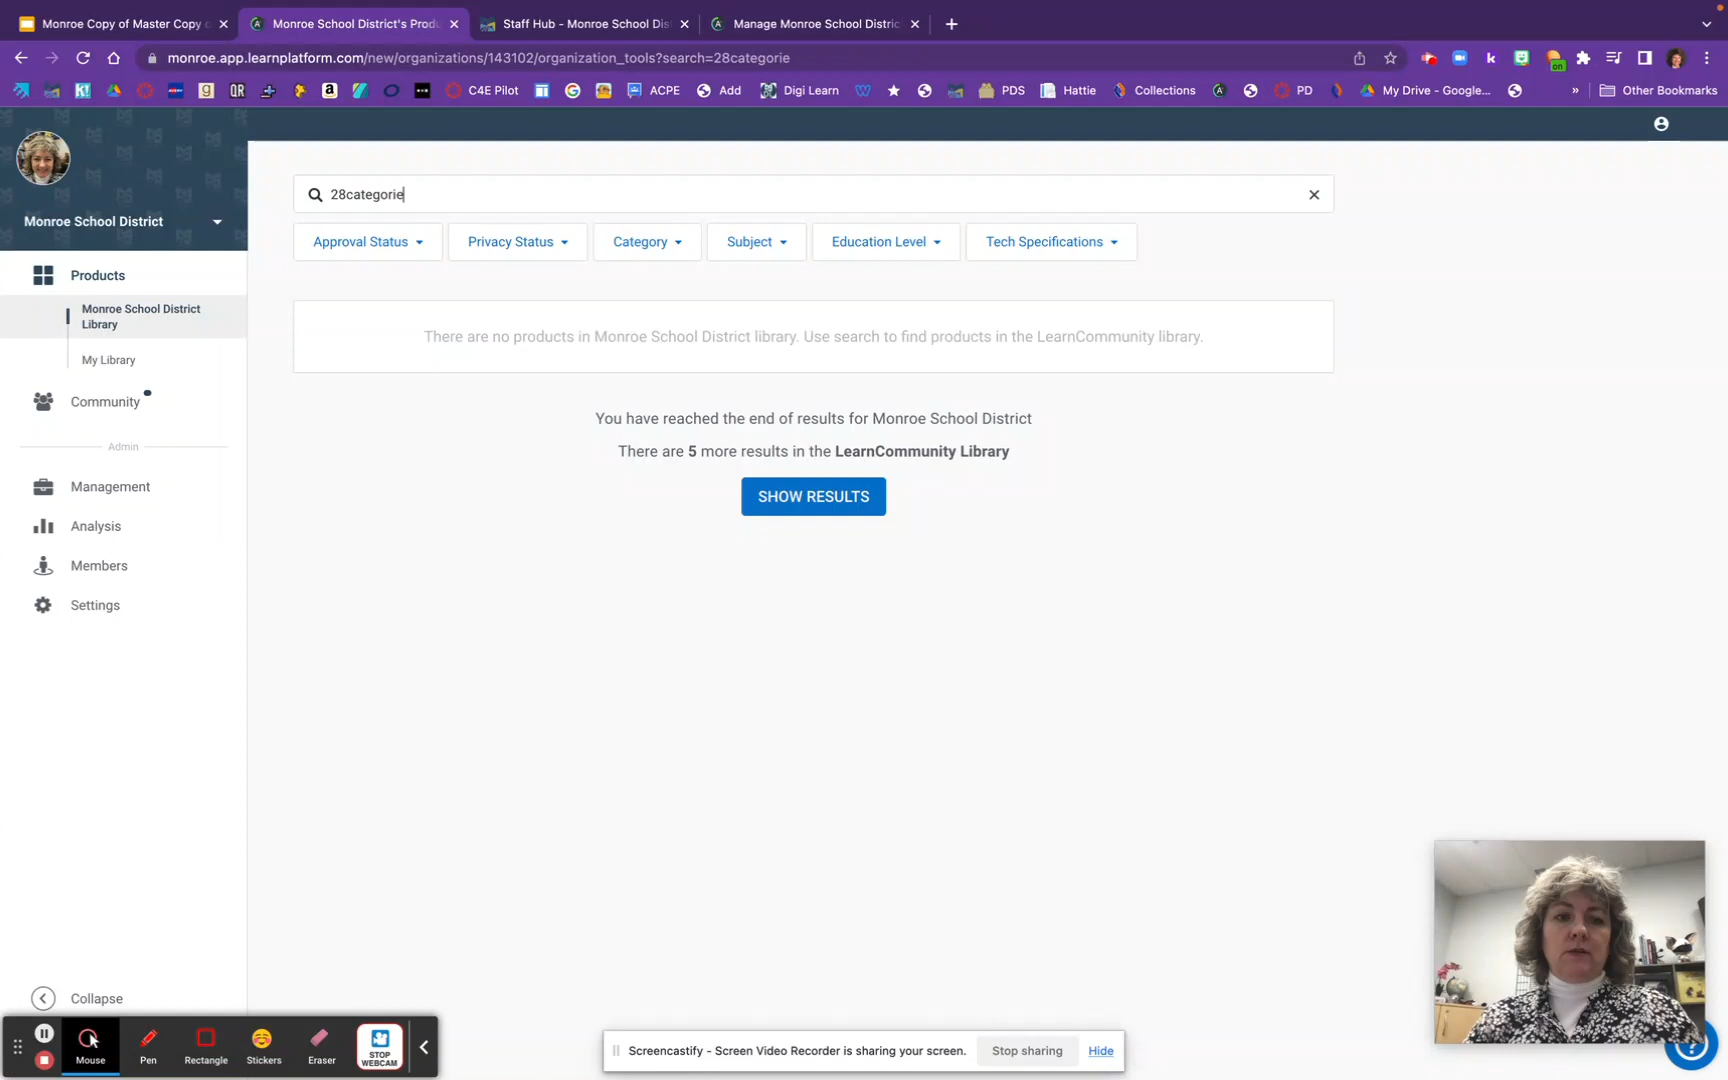 Monroe Copy of Master Copy o
Monroe School District's Produ
Staff Hub - Monroe School Dis
Manage Monroe School District
monroe.app.learnplatform.com/new/organizations/143102/organization_tools?search=28categorie
on
C4E Pilot
ACPE
Add
Digi Learn
PDS
Hattie
Collections
PD
My Drive - Google...
»
Other Bookmarks
Monroe School District
28categorie
Approval Status
Privacy Status
Category
Subject
Education Level
Tech Specifications
Products
Monroe School District
Library
My Library
Community
Admin
Management
Analysis
Members
Settings
There are no products in Monroe School District library. Use search to find products in the LearnCommunity library.
You have reached the end of results for Monroe School District
There are 5 more results in the LearnCommunity Library
SHOW RESULTS
Collapse
Mouse
Pen
Rectangle
Stickers
Eraser
STOP
WEBCAM
Screencastify - Screen Video Recorder is sharing your screen.
Stop sharing
Hide